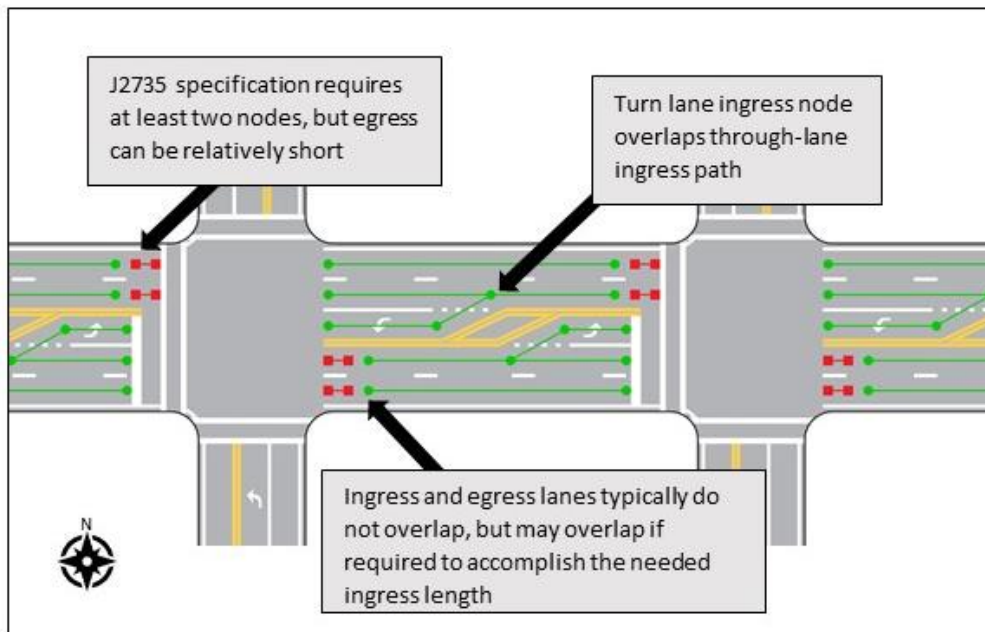 J2735 specification requires
at least two nodes, but egress
can be relatively short
Turn lane ingress node
overlaps through-lane
ingress path
Ingress and egress lanes typically do
not overlap, but may overlap if
required to accomplish the needed
ingress length
N